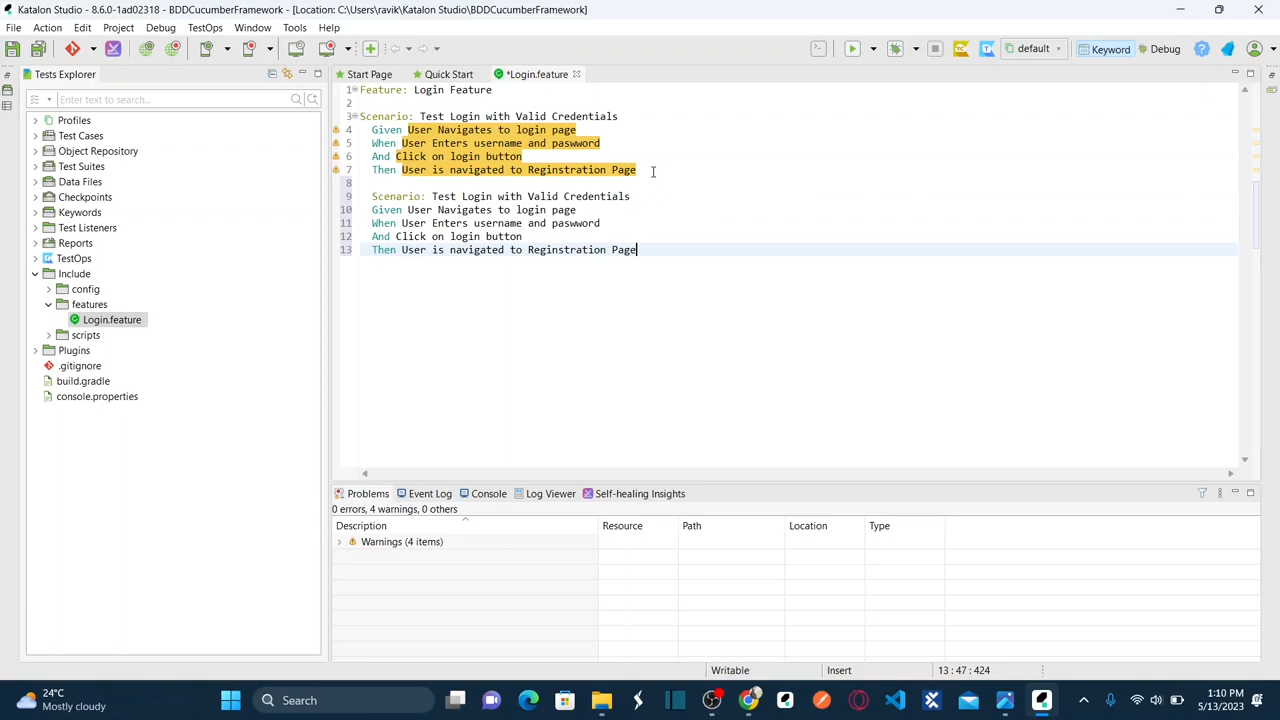 Katalon Studio - 8.6.0-1ad02318 - BDDCucumberFramework - [Location: C:\Users\ravik\Katalon Studio\BDDCucumberFramework]
File Action Edit Project Debug TestOps Window Tools Help
default Keyword Debug
Tests Explorer
Start Page Quick Start *Login.feature
Enter text to search...
Profiles
Test Cases
Object Repository
Test Suites
Data Files
Checkpoints
Keywords
Test Listeners
Reports
TestOps
Include
config
features
Login.feature
scripts
Plugins
.gitignore
build.gradle
console.properties
1 Feature: Login Feature
2
3 Scenario: Test Login with Valid Credentials
4 Given User Navigates to login page
5 When User Enters username and paswword
6 And Click on login button
7 Then User is navigated to Reginstration Page
8
9 Scenario: Test Login with Valid Credentials
10 Given User Navigates to login page
11 When User Enters username and paswword
12 And Click on login button
13 Then User is navigated to Reginstration Page
Problems Event Log Console Log Viewer Self-healing Insights
0 errors, 4 warnings, 0 others
Description Resource Path Location Type
Warnings (4 items)
Writable Insert 13 : 47 : 424
24°C
Mostly cloudy
Search
1:10 PM
5/13/2023